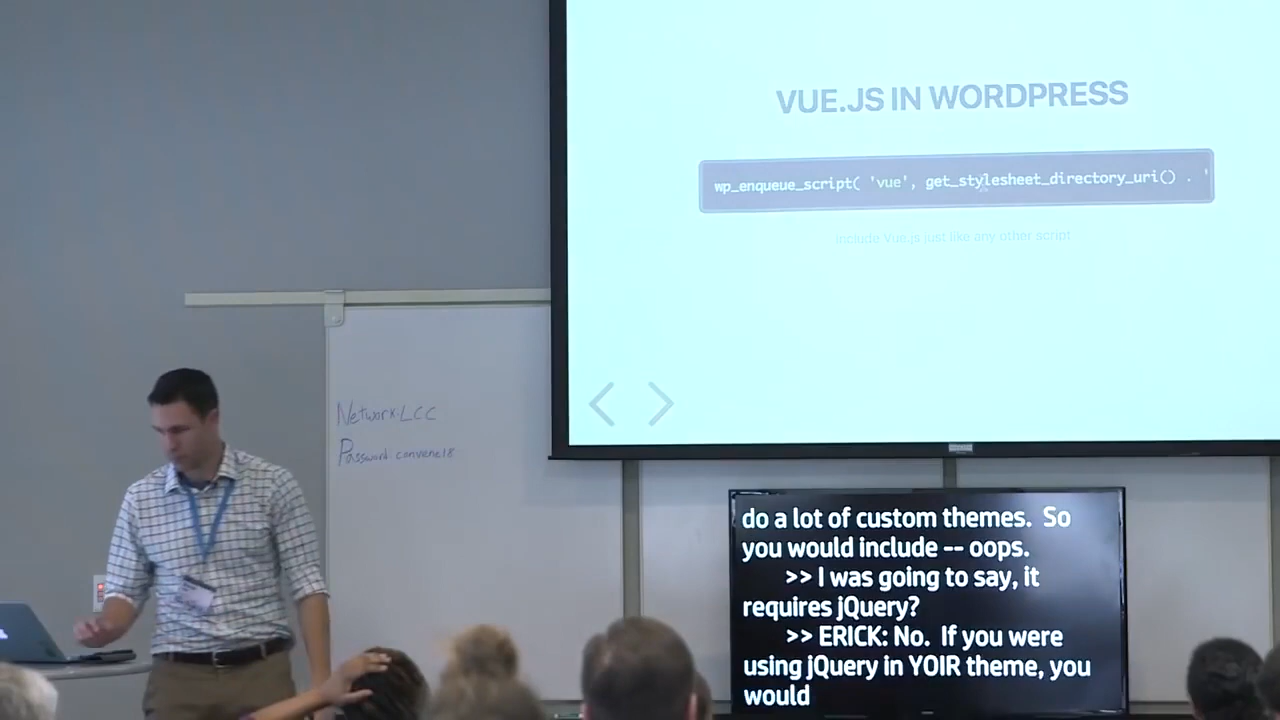 VUE.JS IN WORDPRESS
wp_enqueue_script( 'vue', get_stylesheet_directory_uri() . '
include Vue.js just like any other script
Network: LCC
Password convene18
do a lot of custom themes. So
you would include -- oops.
>> I was going to say, it
requires jQuery?
>> ERICK: No. If you were
using jQuery in YOIR theme, you
would